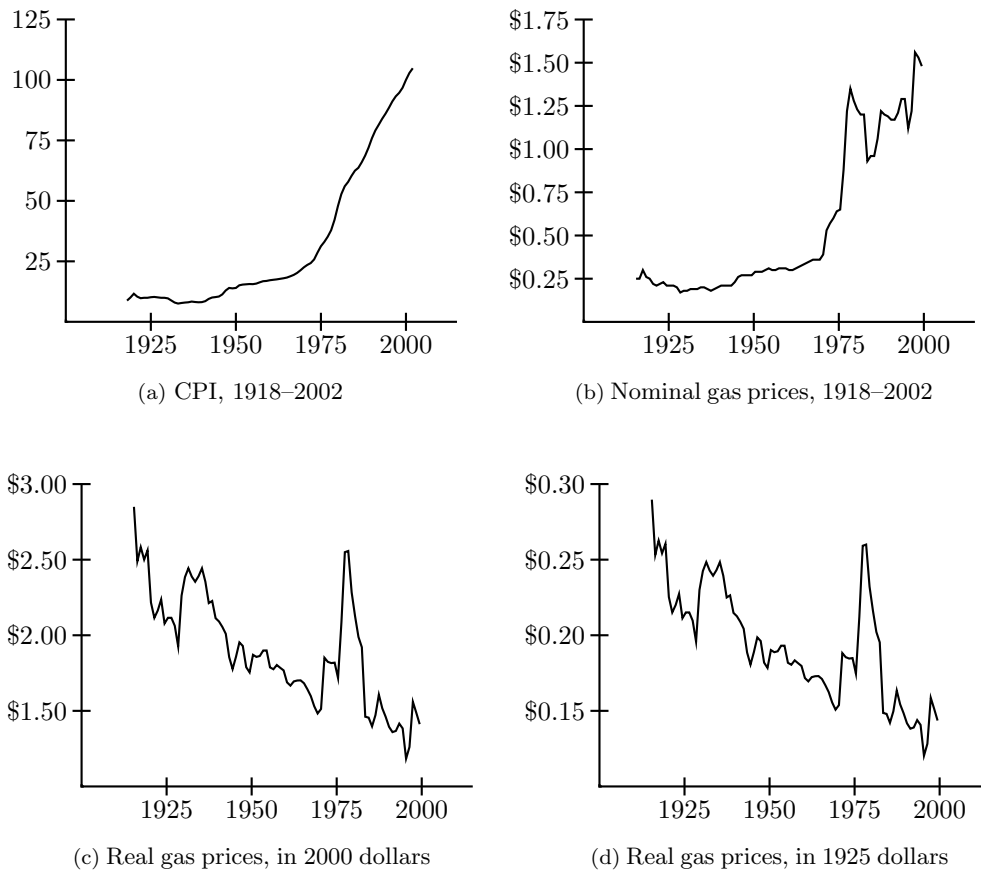 125
100
75
50
25
1925 1950 1975 2000
(a) CPI, 1918–2002
$1.75
$1.50
$1.25
$1.00
$0.75
$0.50
$0.25
1925 1950 1975 2000
(b) Nominal gas prices, 1918–2002
$3.00
$2.50
$2.00
$1.50
1925 1950 1975 2000
(c) Real gas prices, in 2000 dollars
$0.30
$0.25
$0.20
$0.15
1925 1950 1975 2000
(d) Real gas prices, in 1925 dollars